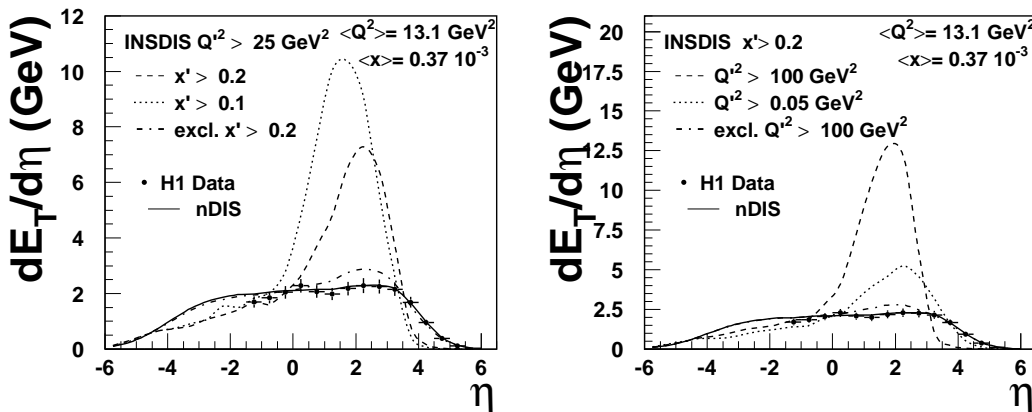 dE_T/dη (GeV)
12
10
8
6
4
2
0
INSDIS Q'² > 25 GeV²
<Q²>= 13.1 GeV²
<x>= 0.37 10⁻³
x' > 0.2
x' > 0.1
excl. x' > 0.2
H1 Data
nDIS
-6 -4 -2 0 2 4 6
η
dE_T/dη (GeV)
20
17.5
15
12.5
10
7.5
5
2.5
0
INSDIS x'> 0.2
<Q²>= 13.1 GeV²
<x>= 0.37 10⁻³
Q'² > 100 GeV²
Q'² > 0.05 GeV²
excl. Q'² > 100 GeV²
H1 Data
nDIS
-6 -4 -2 0 2 4 6
η